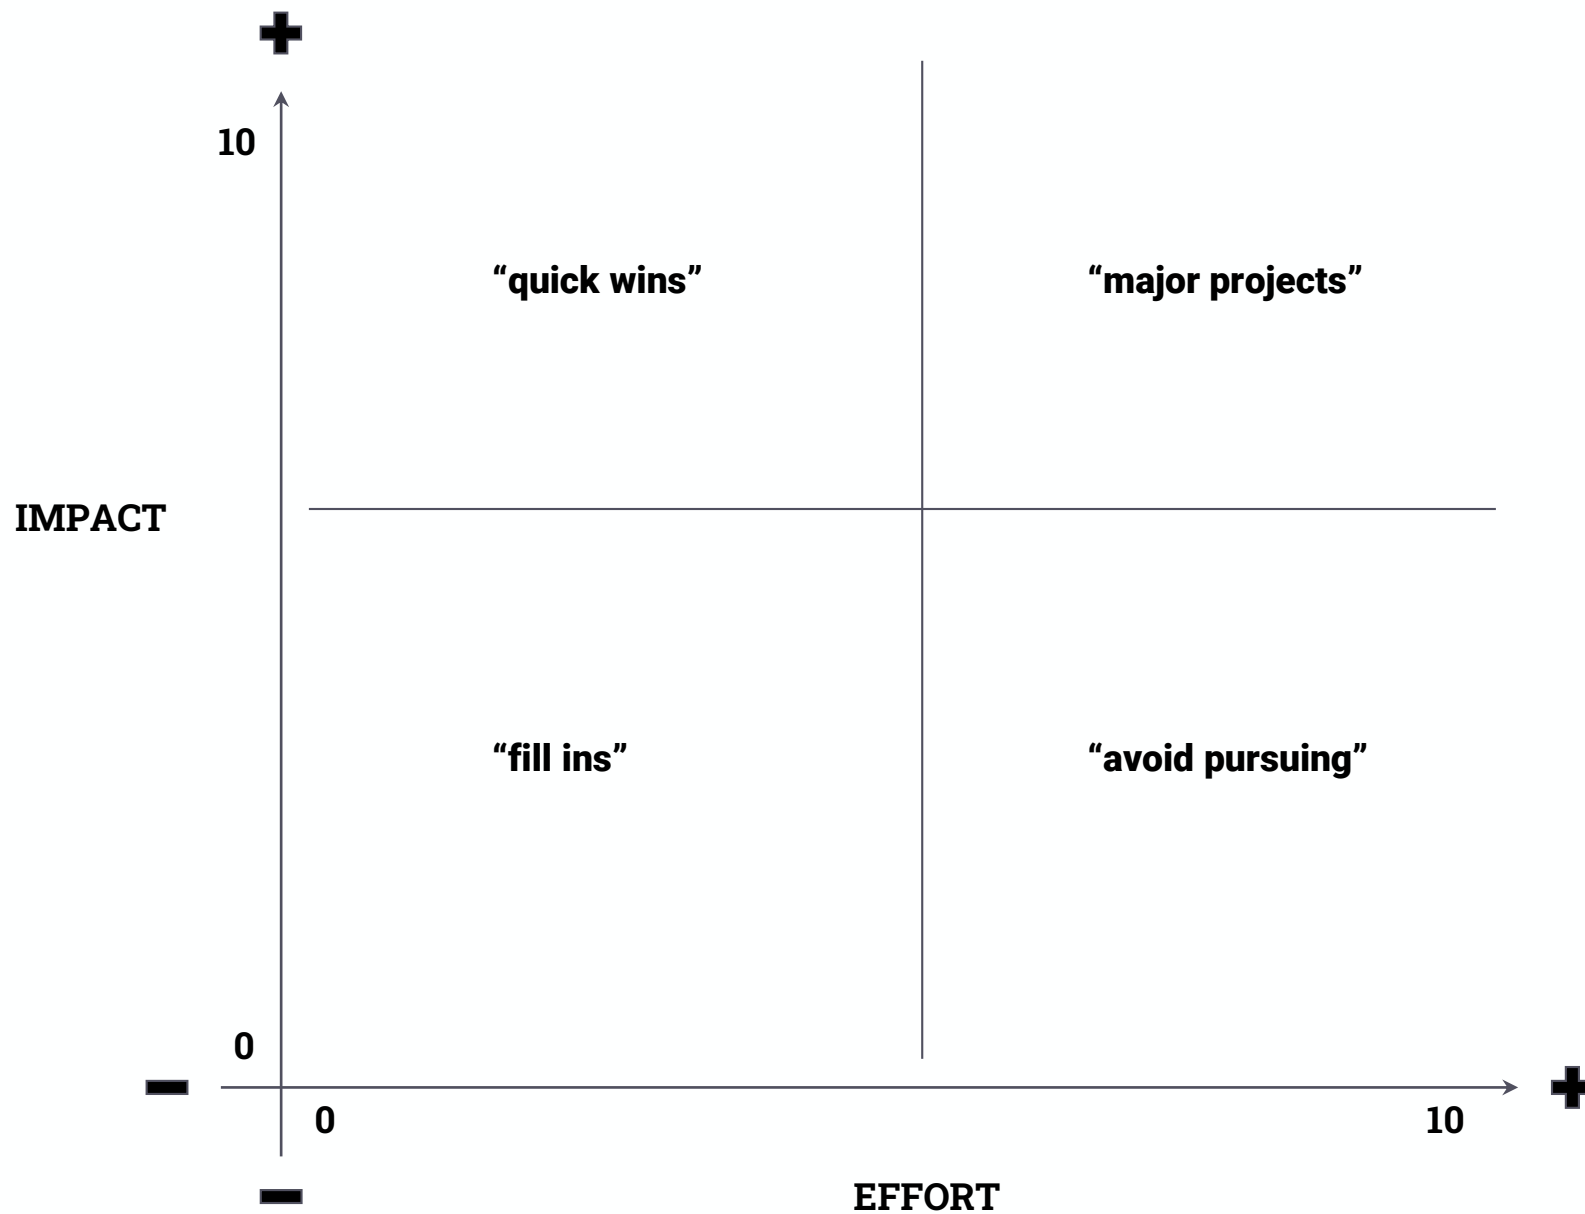 10
“quick wins” “major projects”
IMPACT
“fill ins” “avoid pursuing”
0
0 10
EFFORT